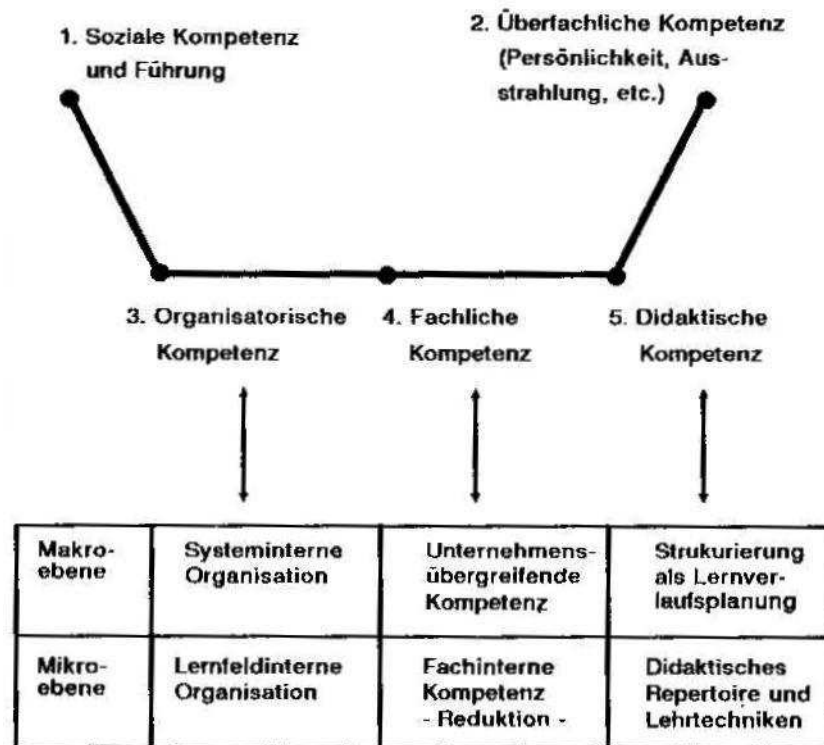 1. Soziale Kompetenz
und Führung
2. Überfachliche Kompetenz
(Persönlichkeit, Aus-
strahlung, etc.)
3. Organisatorische
Kompetenz
4. Fachliche
Kompetenz
5. Didaktische
Kompetenz
Makro-
ebene
Systeminterne
Organisation
Unternehmens-
übergreifende
Kompetenz
Strukurierung
als Lernver-
laufsplanung
Mikro-
ebene
Lernfeldinterne
Organisation
Fachinterne
Kompetenz
- Reduktion -
Didaktisches
Repertoire und
Lehrtechniken